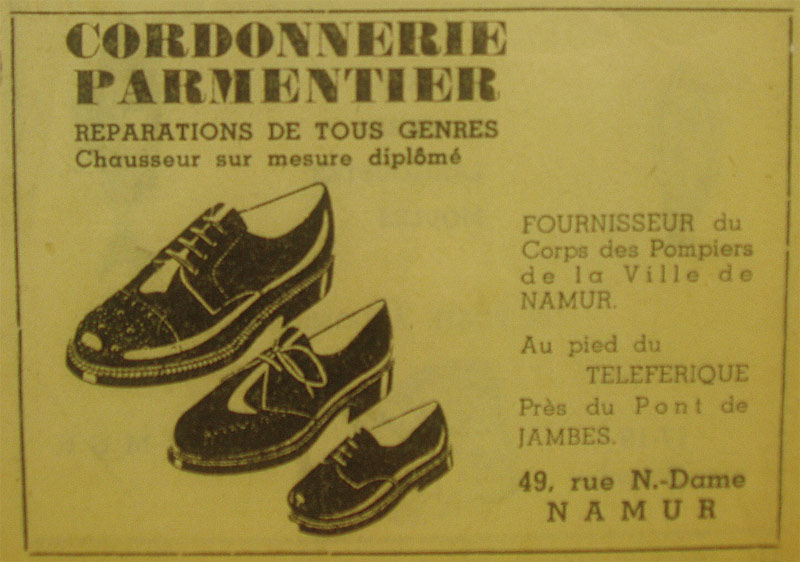 CORDONNERIE
PARMENTIER
REPARATIONS DE TOUS GENRES
Chausseur sur mesure diplômé
FOURNISSEUR du
Corps des Pompiers
de la Ville de
NAMUR.
Au pied du
TELEFERIQUE
Près du Pont de
JAMBES.
49, rue N.-Dame
NAMUR